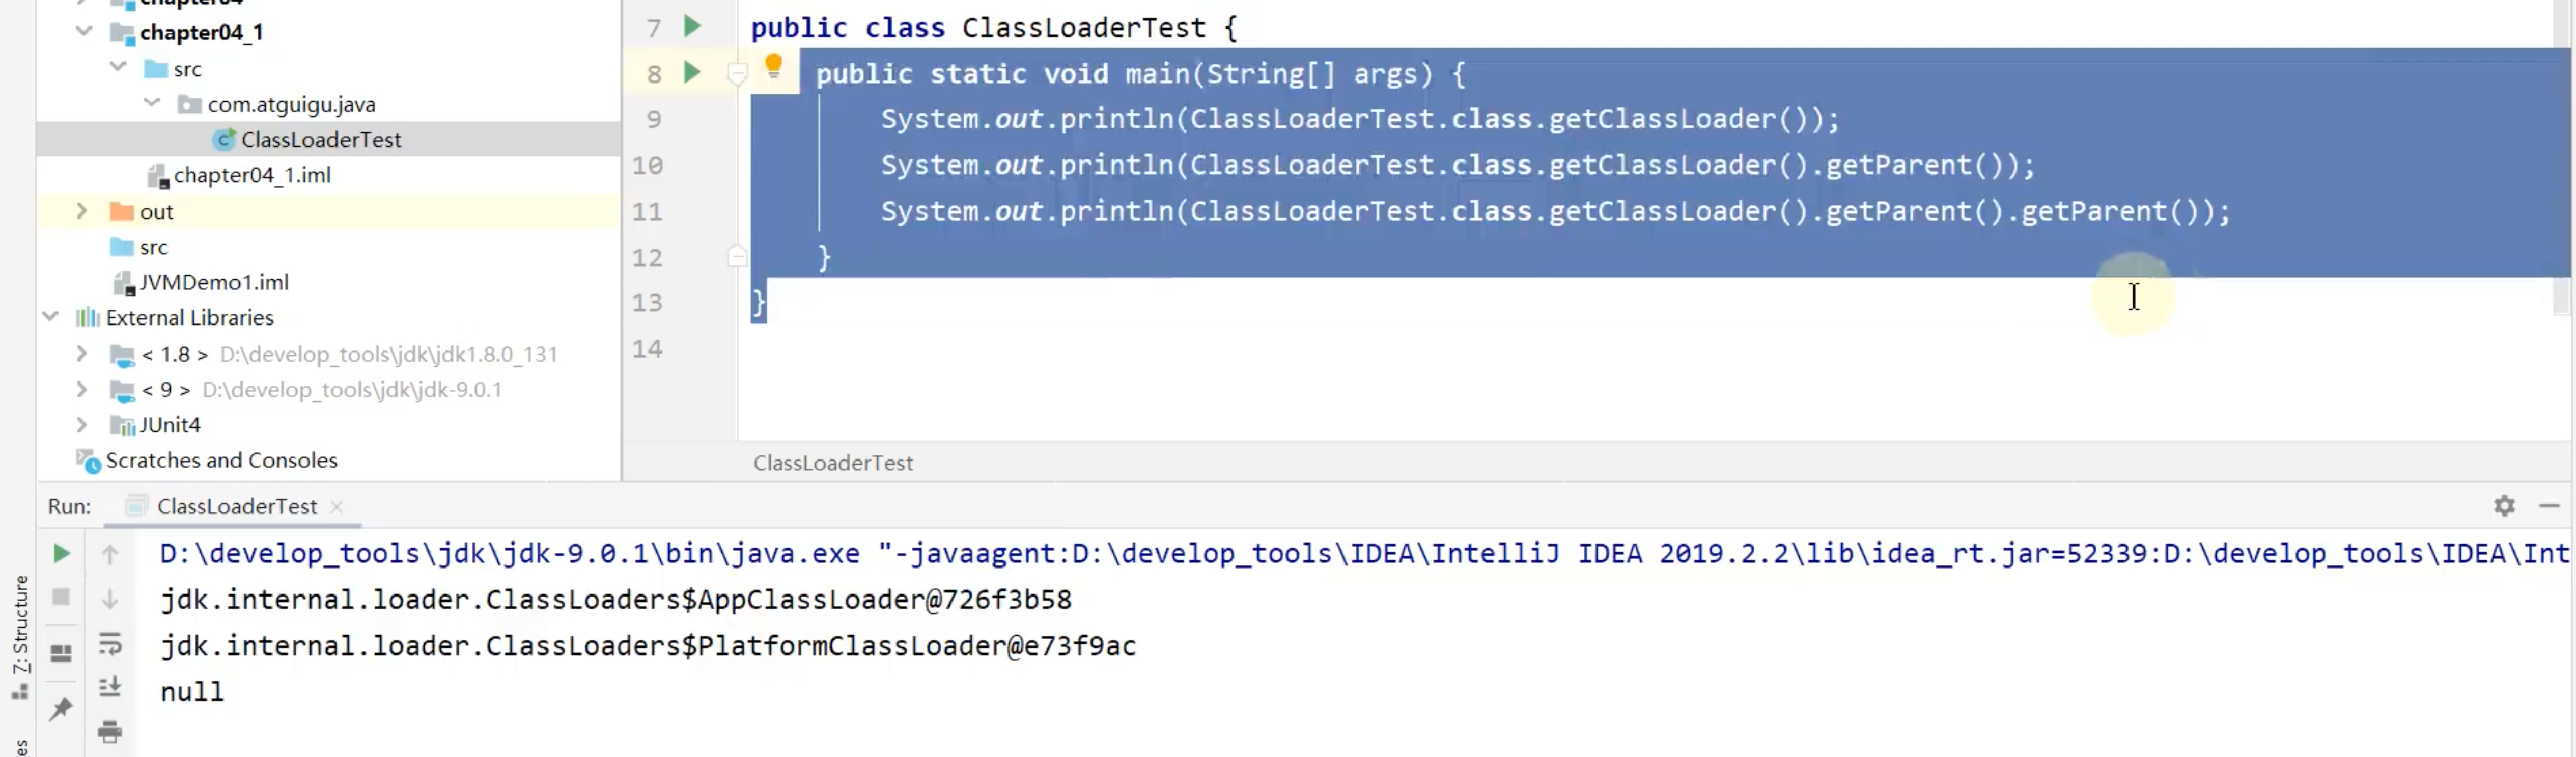 chapter04
chapter04_1
src
com.atguigu.java
ClassLoaderTest
chapter04_1.iml
out
src
JVMDemo1.iml
External Libraries
< 1.8 > D:\develop_tools\jdk\jdk1.8.0_131
< 9 > D:\develop_tools\jdk\jdk-9.0.1
JUnit4
Scratches and Consoles
7 public class ClassLoaderTest {
8 public static void main(String[] args) {
9 System.out.println(ClassLoaderTest.class.getClassLoader());
10 System.out.println(ClassLoaderTest.class.getClassLoader().getParent());
11 System.out.println(ClassLoaderTest.class.getClassLoader().getParent().getParent());
12 }
13 }
14
ClassLoaderTest
Run: ClassLoaderTest
D:\develop_tools\jdk\jdk-9.0.1\bin\java.exe "-javaagent:D:\develop_tools\IDEA\IntelliJ IDEA 2019.2.2\lib\idea_rt.jar=52339:D:\develop_tools\IDEA\Int
jdk.internal.loader.ClassLoaders$AppClassLoader@726f3b58
jdk.internal.loader.ClassLoaders$PlatformClassLoader@e73f9ac
null
7: Structure